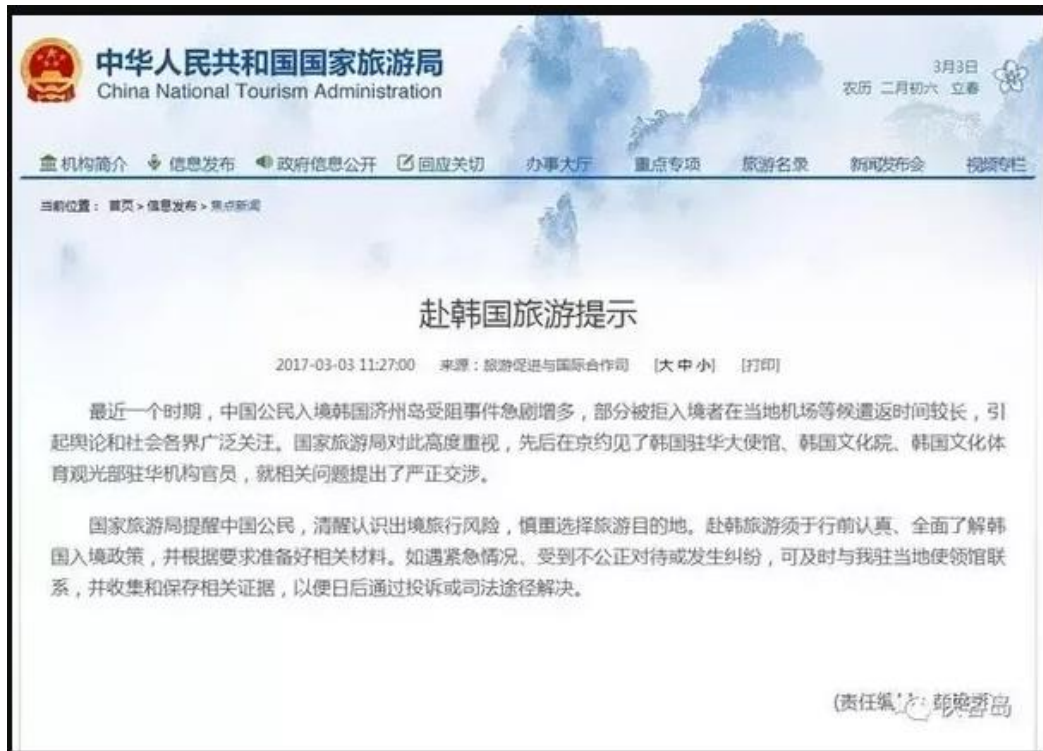 中华人民共和国国家旅游局
China National Tourism Administration
3月3日
农历 二月初六 立春
机构简介 信息发布 政府信息公开 回应关切 办事大厅 重点专项 旅游名录 新闻发布会 视频专栏
当前位置： 首页 > 信息发布 > 焦点新闻
赴韩国旅游提示
2017-03-03 11:27:00 来源：旅游促进与国际合作司 [大 中 小] [打印]
最近一个时期，中国公民入境韩国济州岛受阻事件急剧增多，部分被拒入境者在当地机场等候遣返时间较长，引
起舆论和社会各界广泛关注。国家旅游局对此高度重视，先后在京约见了韩国驻华大使馆、韩国文化院、韩国文化体
育观光部驻华机构官员，就相关问题提出了严正交涉。
国家旅游局提醒中国公民，清醒认识出境旅行风险，慎重选择旅游目的地。赴韩旅游须于行前认真、全面了解韩
国入境政策，并根据要求准备好相关材料。如遇紧急情况、受到不公正对待或发生纠纷，可及时与我驻当地使领馆联
系，并收集和保存相关证据，以便日后通过投诉或司法途径解决。
(责任编